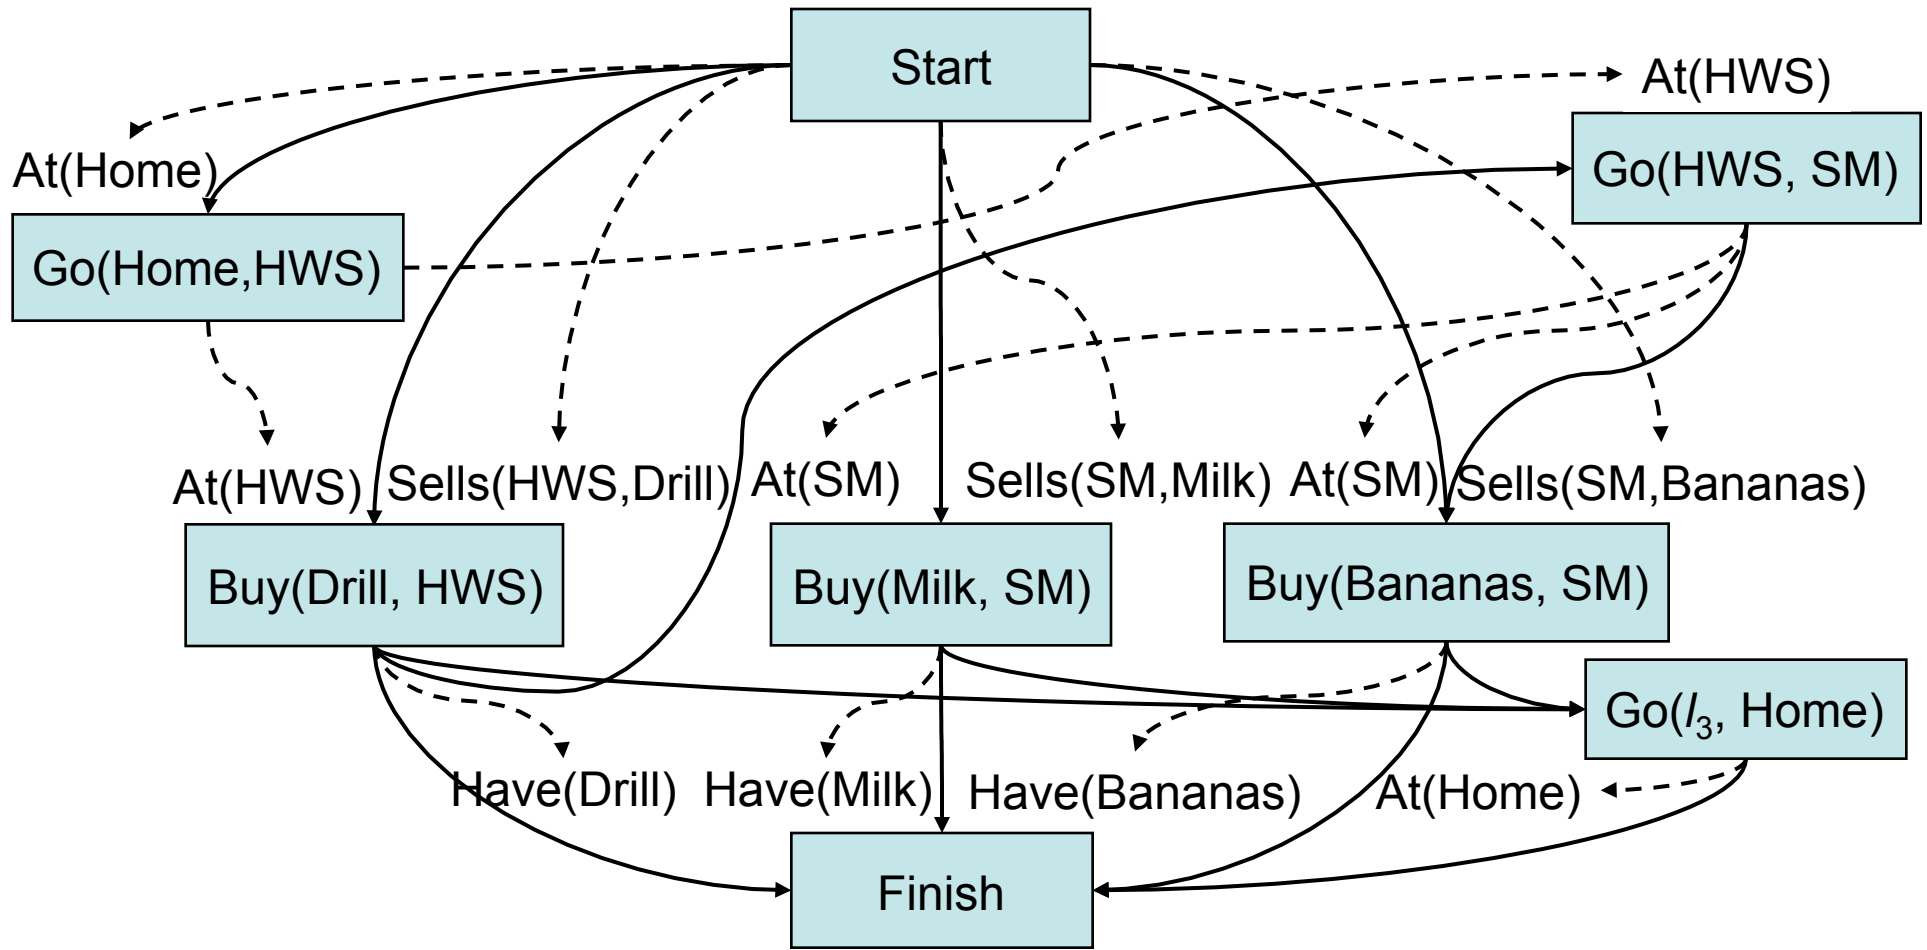 Start
At(HWS)
At(Home)
Go(HWS, SM)
Go(Home,HWS)
At(HWS)
Sells(HWS,Drill)
At(SM)
Sells(SM,Milk)
At(SM)
Sells(SM,Bananas)
Buy(Drill, HWS)
Buy(Milk, SM)
Buy(Bananas, SM)
Go(l₃, Home)
Have(Drill)
Have(Milk)
Have(Bananas)
At(Home)
Finish